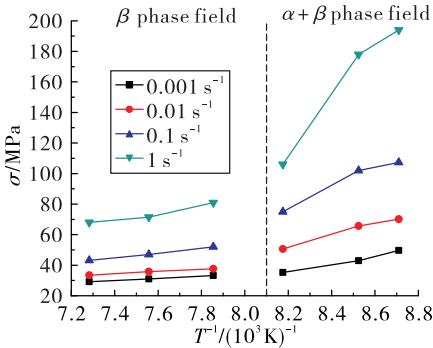 β phase field
α+β phase field
200
180
160
140
120
100
80
60
40
20
σ/MPa
0.001 s⁻¹
0.01 s⁻¹
0.1 s⁻¹
1 s⁻¹
7.2 7.4 7.6 7.8 8.0 8.2 8.4 8.6 8.8
T⁻¹/(10³K)⁻¹